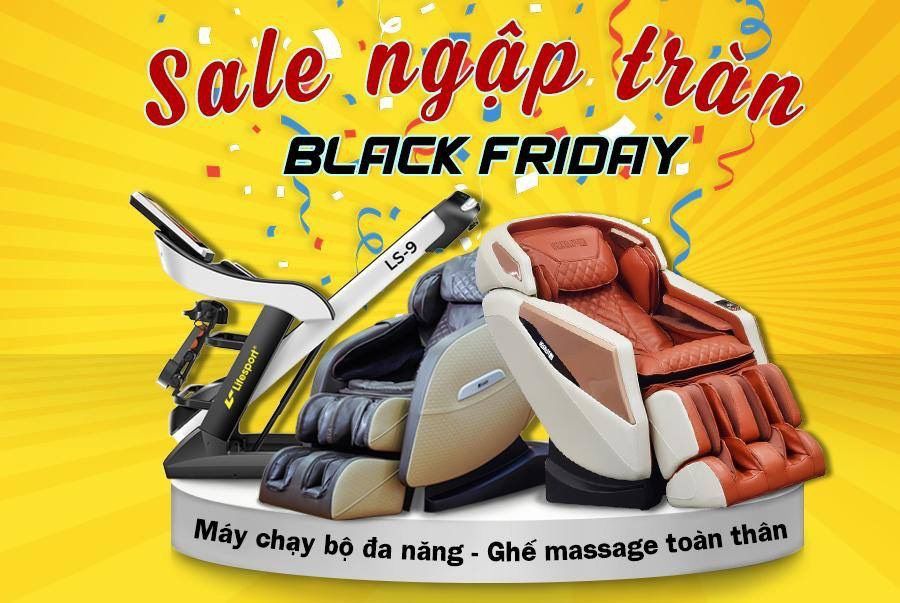 Sale ngập tràn
BLACK FRIDAY
LS-9
Lifesport
Máy chạy bộ đa năng - Ghế massage toàn thân